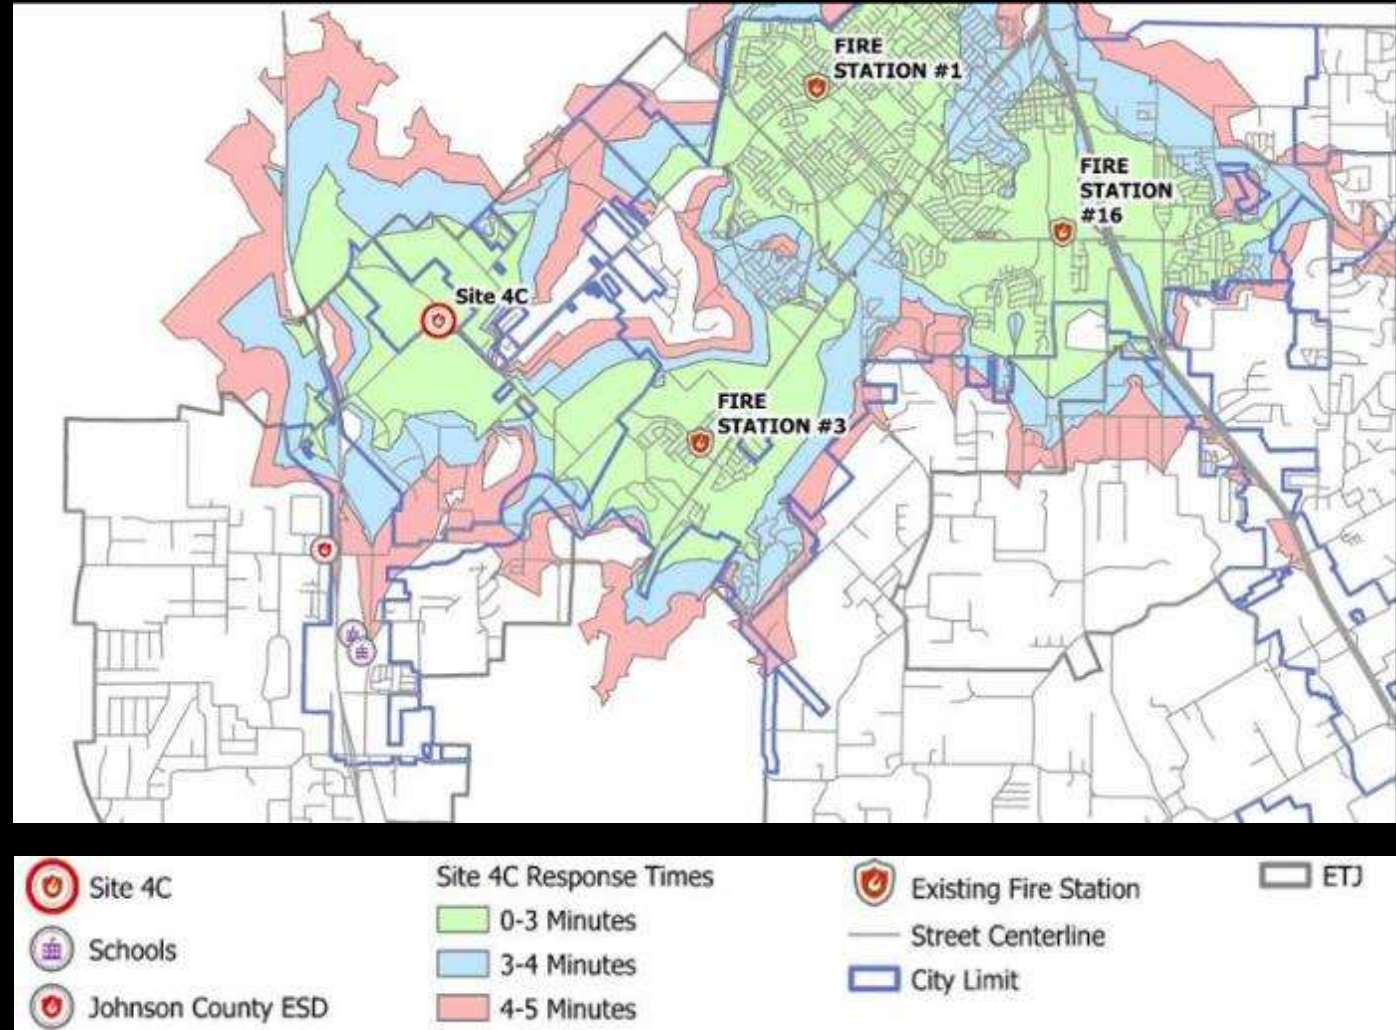 FIRE
STATION #1
FIRE
STATION
#16
Site 4C
FIRE
STATION #3
Site 4C
Schools
Johnson County ESD
Site 4C Response Times
0-3 Minutes
3-4 Minutes
4-5 Minutes
Existing Fire Station
Street Centerline
City Limit
ETJ